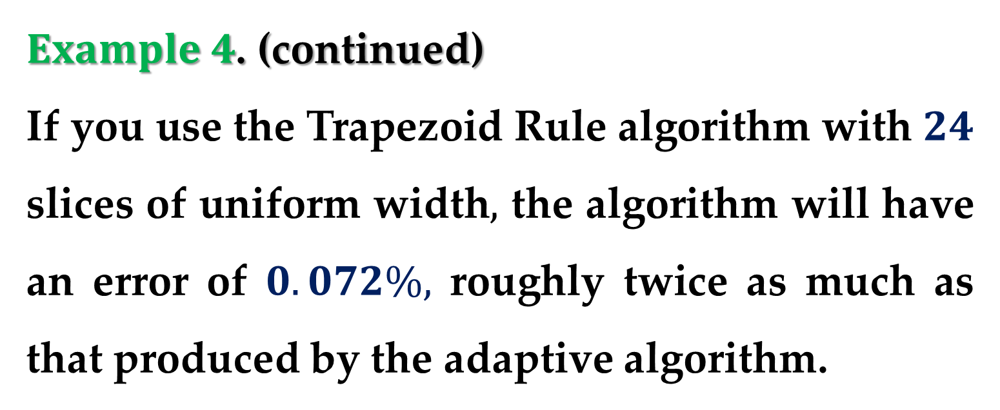 Example 4. (continued)
If you use the Trapezoid Rule algorithm with 24
slices of uniform width, the algorithm will have
an error of 0.072%, roughly twice as much as
that produced by the adaptive algorithm.